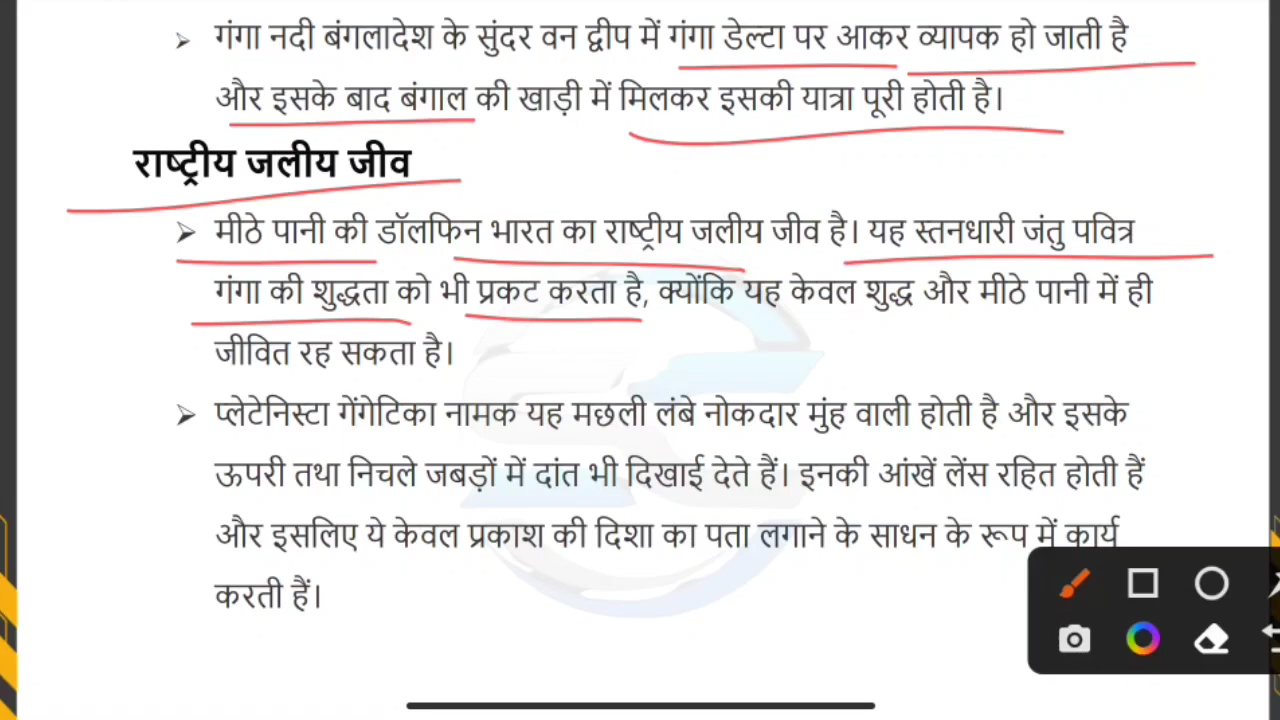 ➢ गंगा नदी बंगलादेश के सुंदर वन द्वीप में गंगा डेल्टा पर आकर व्यापक हो जाती है
और इसके बाद बंगाल की खाड़ी में मिलकर इसकी यात्रा पूरी होती है।
राष्ट्रीय जलीय जीव
➢ मीठे पानी की डॉलफिन भारत का राष्ट्रीय जलीय जीव है। यह स्तनधारी जंतु पवित्र
गंगा की शुद्धता को भी प्रकट करता है, क्योंकि यह केवल शुद्ध और मीठे पानी में ही
जीवित रह सकता है।
➢ प्लेटेनिस्टा गेंगेटिका नामक यह मछली लंबे नोकदार मुंह वाली होती है और इसके
ऊपरी तथा निचले जबड़ों में दांत भी दिखाई देते हैं। इनकी आंखें लेंस रहित होती हैं
और इसलिए ये केवल प्रकाश की दिशा का पता लगाने के साधन के रूप में कार्य
करती हैं।